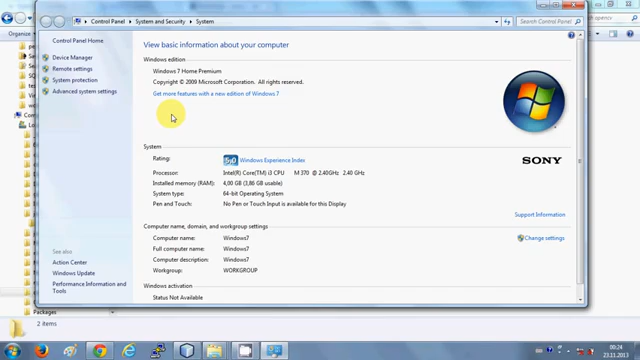 Control Panel ▸ System and Security ▸ System
Search Control Panel
opencv
Organise
Control Panel Home
Device Manager
Remote settings
System protection
Advanced system settings
View basic information about your computer
Windows edition
Windows 7 Home Premium
Copyright © 2009 Microsoft Corporation. All rights reserved.
Get more features with a new edition of Windows 7
System
Rating: 5,0 Windows Experience Index
Processor: Intel(R) Core(TM) i3 CPU M 370 @ 2.40GHz 2.40 GHz
Installed memory (RAM): 4,00 GB (3,86 GB usable)
System type: 64-bit Operating System
Pen and Touch: No Pen or Touch Input is available for this Display
SONY
Support Information
Computer name, domain, and workgroup settings
Computer name: Windows7
Full computer name: Windows7
Computer description: Windows7
Workgroup: WORKGROUP
Change settings
Windows activation
Status Not Available
See also
Action Center
Windows Update
Performance Information and
Tools
Packages
2 items
00:24
23.11.2013